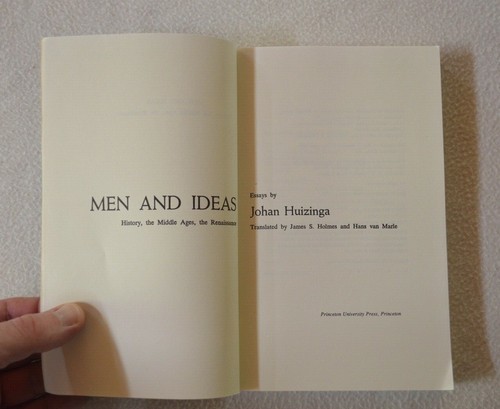 MEN AND IDEAS
History, the Middle Ages, the Renaissance
Essays by
Johan Huizinga
Translated by James S. Holmes and Hans van Marle
Princeton University Press, Princeton